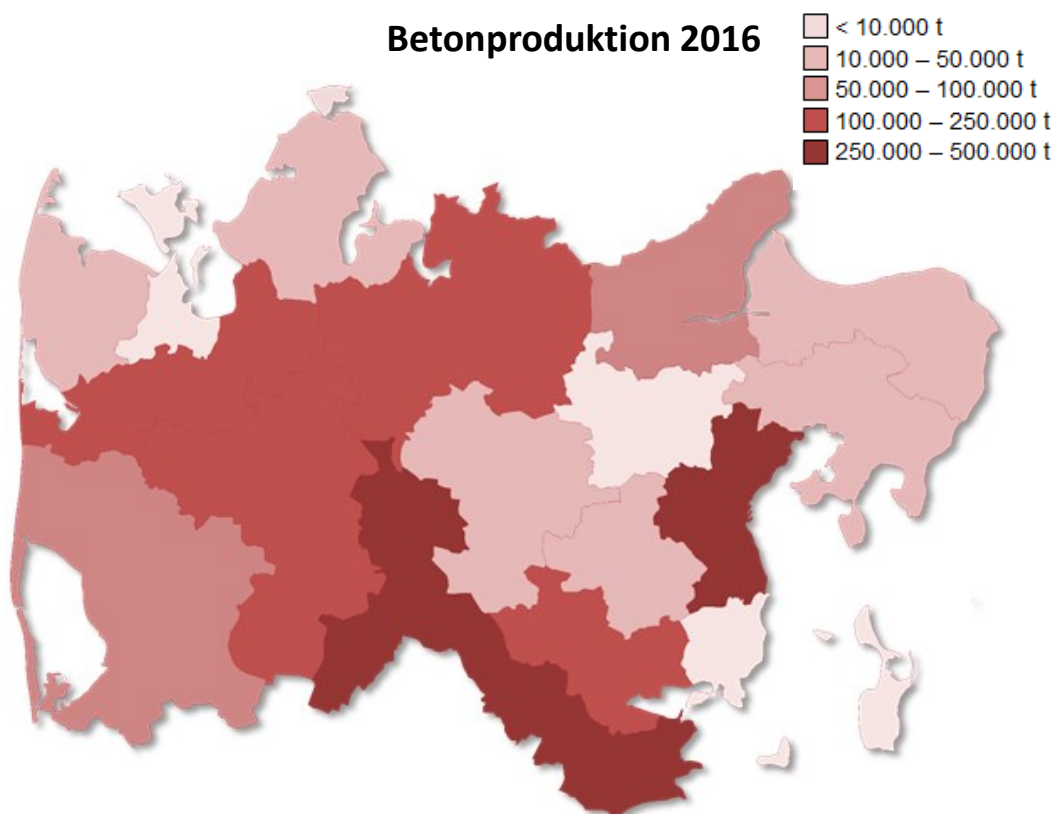 Betonproduktion 2016
< 10.000 t
10.000 – 50.000 t
50.000 – 100.000 t
100.000 – 250.000 t
250.000 – 500.000 t